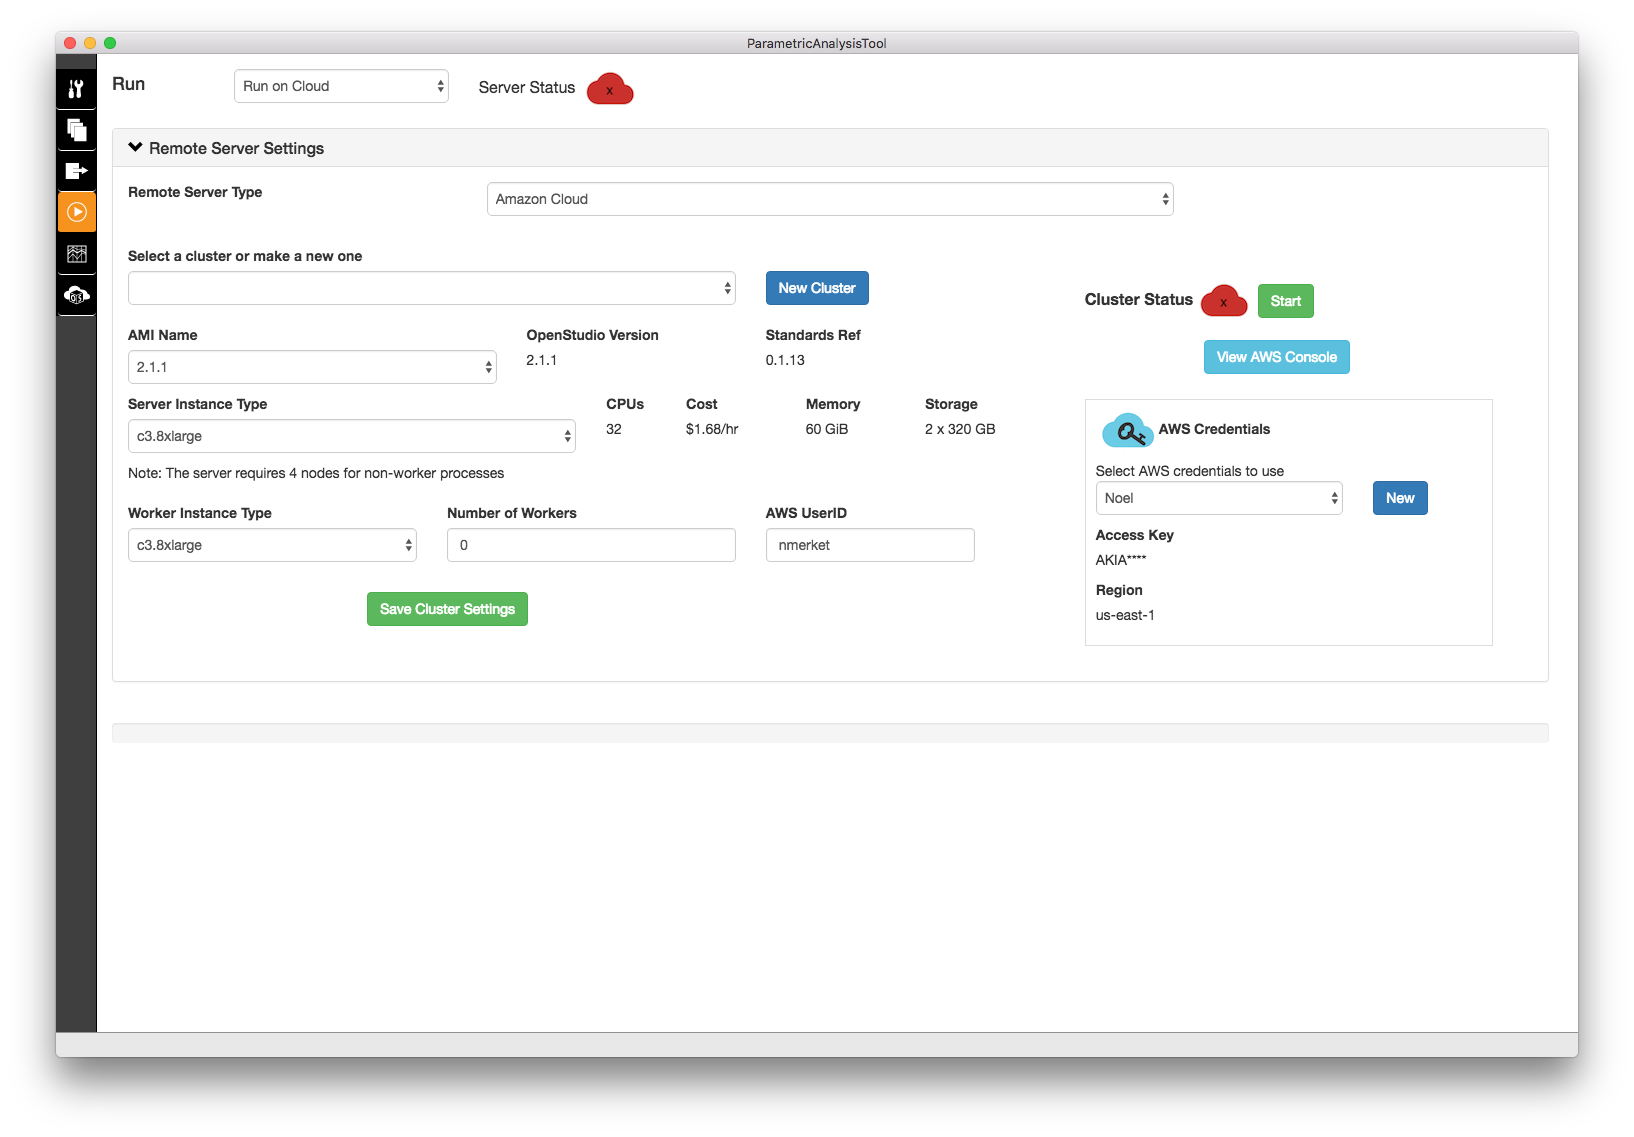 ParametricAnalysisTool
Run
Run on Cloud
Server Status
x
Remote Server Settings
Remote Server Type
Amazon Cloud
Select a cluster or make a new one
New Cluster
Cluster Status
x
Start
AMI Name
OpenStudio Version
Standards Ref
2.1.1
2.1.1
0.1.13
View AWS Console
Server Instance Type
CPUs
Cost
Memory
Storage
c3.8xlarge
32
$1.68/hr
60 GiB
2 x 320 GB
Note: The server requires 4 nodes for non-worker processes
AWS Credentials
Select AWS credentials to use
Noel
New
Worker Instance Type
Number of Workers
AWS UserID
c3.8xlarge
0
nmerket
Access Key
AKIA****
Region
us-east-1
Save Cluster Settings